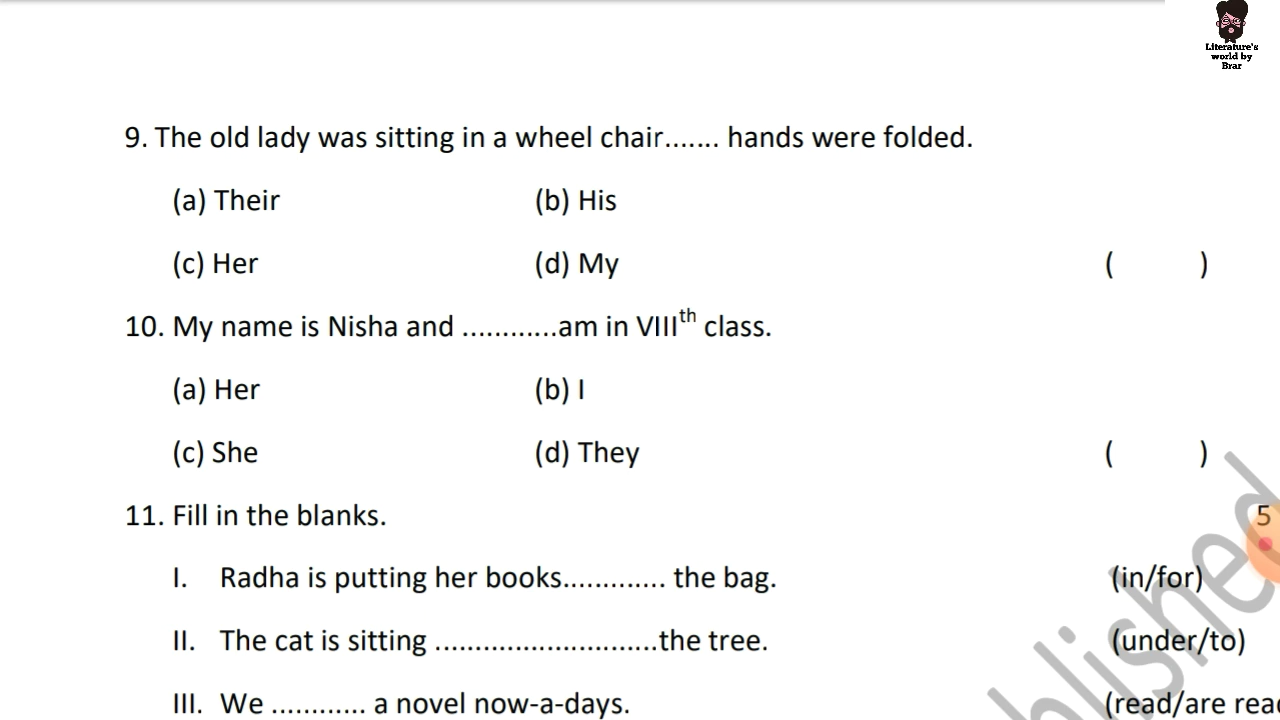 Literature's
world by
Brar
9. The old lady was sitting in a wheel chair....... hands were folded.
(a) Their (b) His
(c) Her (d) My ( )
10. My name is Nisha and ............am in VIIIth class.
(a) Her (b) I
(c) She (d) They ( )
11. Fill in the blanks. 5
I. Radha is putting her books............. the bag. (in/for)
II. The cat is sitting ...........................the tree. (under/to)
III. We ............ a novel now-a-days. (read/are